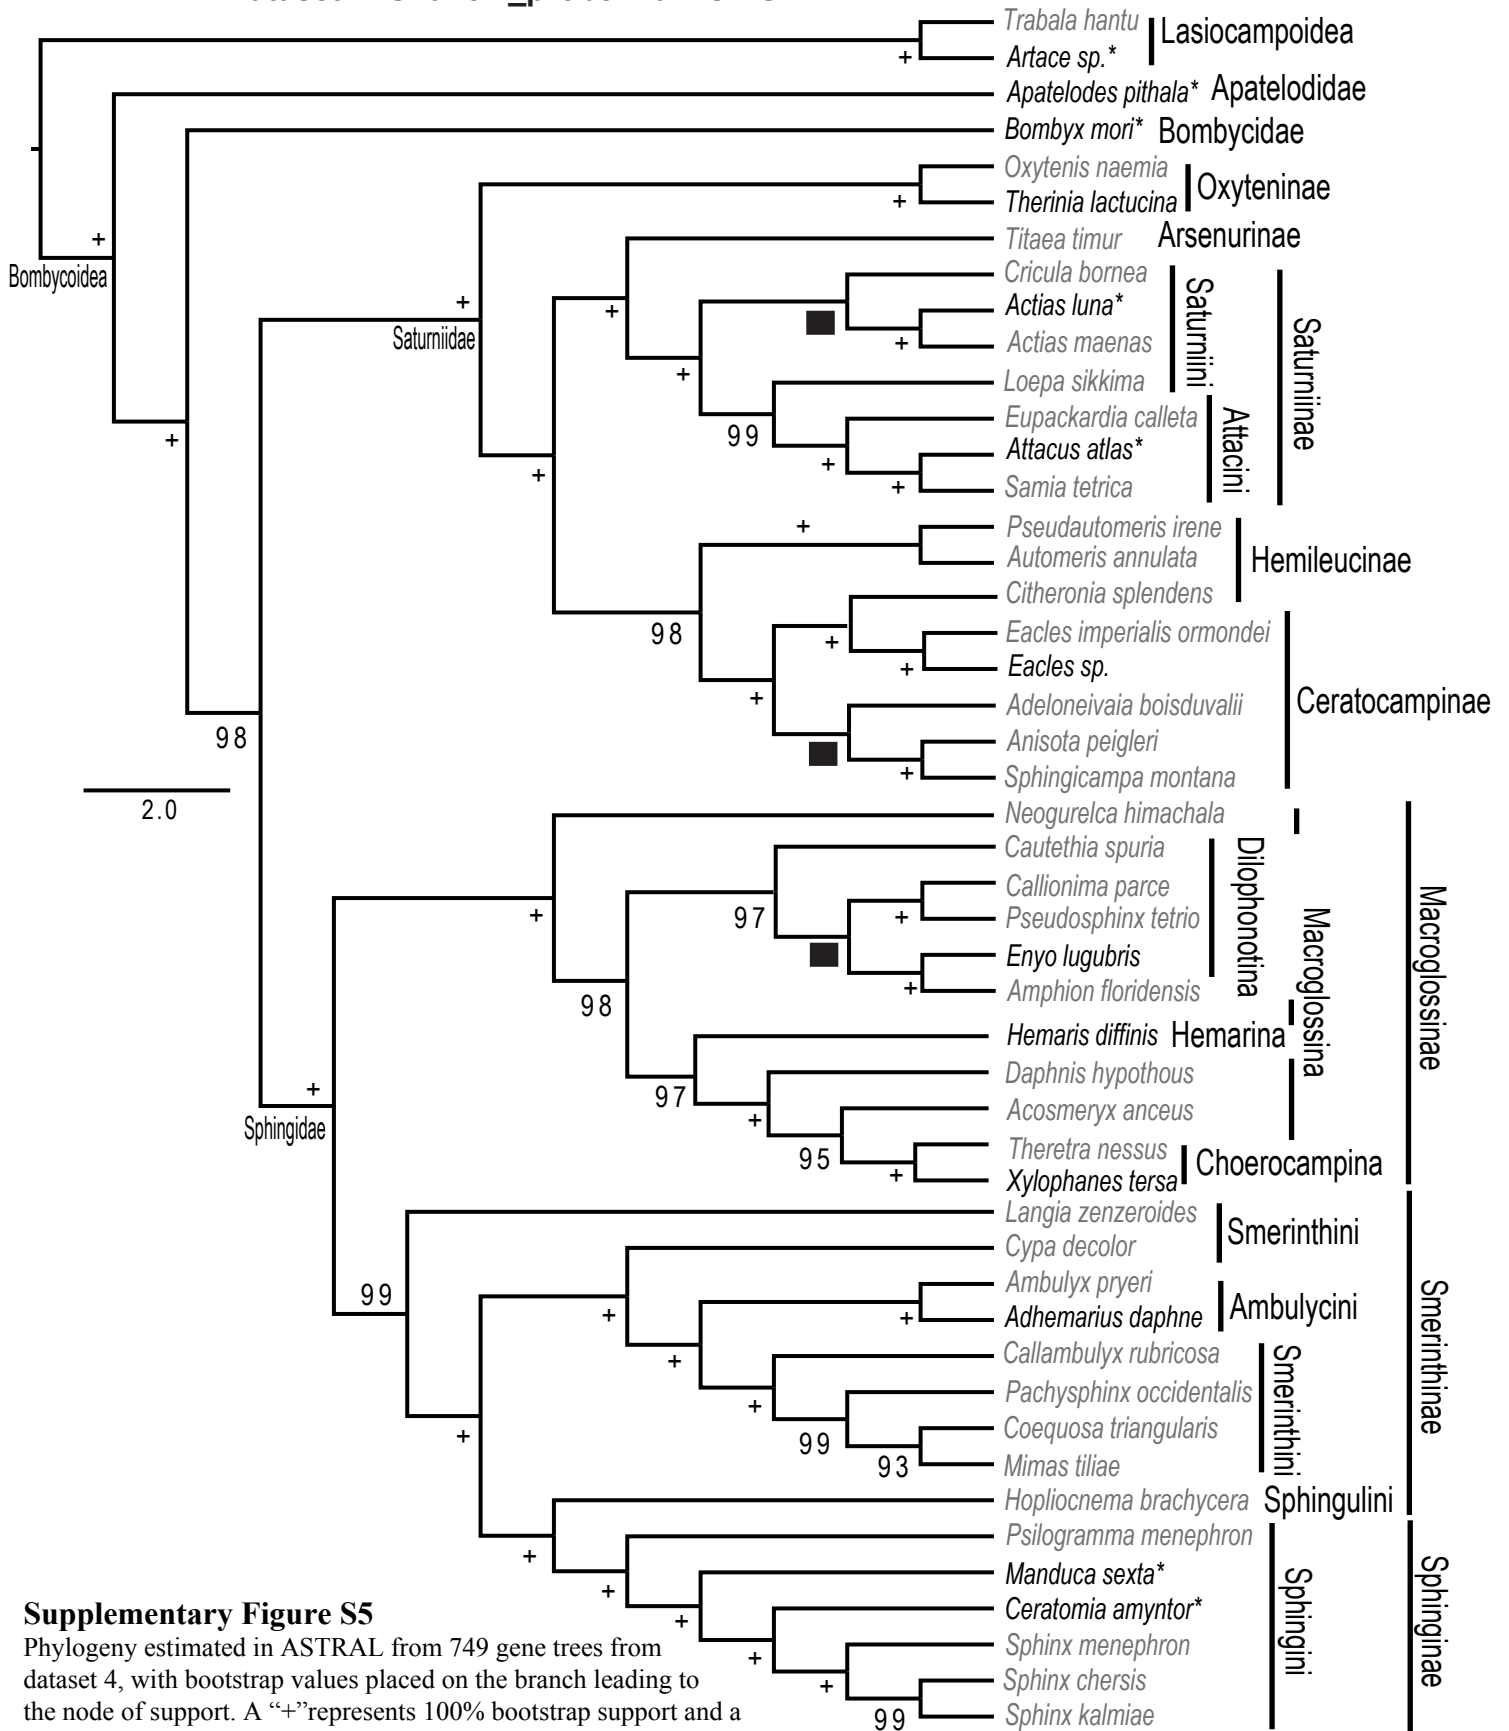 Trabala hantu
Lasiocampoidea
Artace sp.*
+
Apatelodes pithala* Apatelodidae
Bombyx mori* Bombycidae
Oxytenis naemia
Oxyteninae
Therinia lactucina
+
+
Bombycoidea
Titaea timur Arsenurinae
Cricula bornea
Actias luna*
Actias maenas
Saturniini
Saturniinae
+
Saturniidae
+
+
+
Loepa sikkima
99
Eupackardia calleta
Attacus atlas*
Samia tetrica
Attacini
+
+
+
+
Pseudautomeris irene
Automeris annulata
Hemileucinae
+
Citheronia splendens
98
Eacles imperialis ormondei
+
Eacles sp.
+
+
Adeloneivaia boisduvalii
Ceratocampinae
Anisota peigleri
Sphingicampa montana
+
98
2.0
Neogurelca himachala
Cautethia spuria
Callionima parce
Pseudosphinx tetrio
Enyo lugubris
Amphion floridensis
Dilophonotina
Macroglossina
Macroglossinae
+
97
+
+
98
Hemaris diffinis Hemarina
Daphnis hypothous
97
+
Acosmeryx anceus
+
Sphingidae
Theretra nessus
95
Choerocampina
Xylophanes tersa
+
Langia zenzeroides
Smerinthini
Cypa decolor
99
Ambulyx pryeri
Ambulycini
Adhemarius daphne
+
+
Smerinthinae
Callambulyx rubricosa
+
Pachysphinx occidentalis
Smerinthini
+
Coequosa triangularis
99
Mimas tiliae
93
+
Hopliocnema brachycera Sphingulini
Psilogramma menephron
+
Manduca sexta*
+
Ceratomia amyntor*
+
Sphinx menephron
+
Sphinx chersis
+
Sphinx kalmiae
99
Sphingini
Sphinginae
Supplementary Figure S5
Phylogeny estimated in ASTRAL from 749 gene trees from
dataset 4, with bootstrap values placed on the branch leading to
the node of support. A “+”represents 100% bootstrap support and a